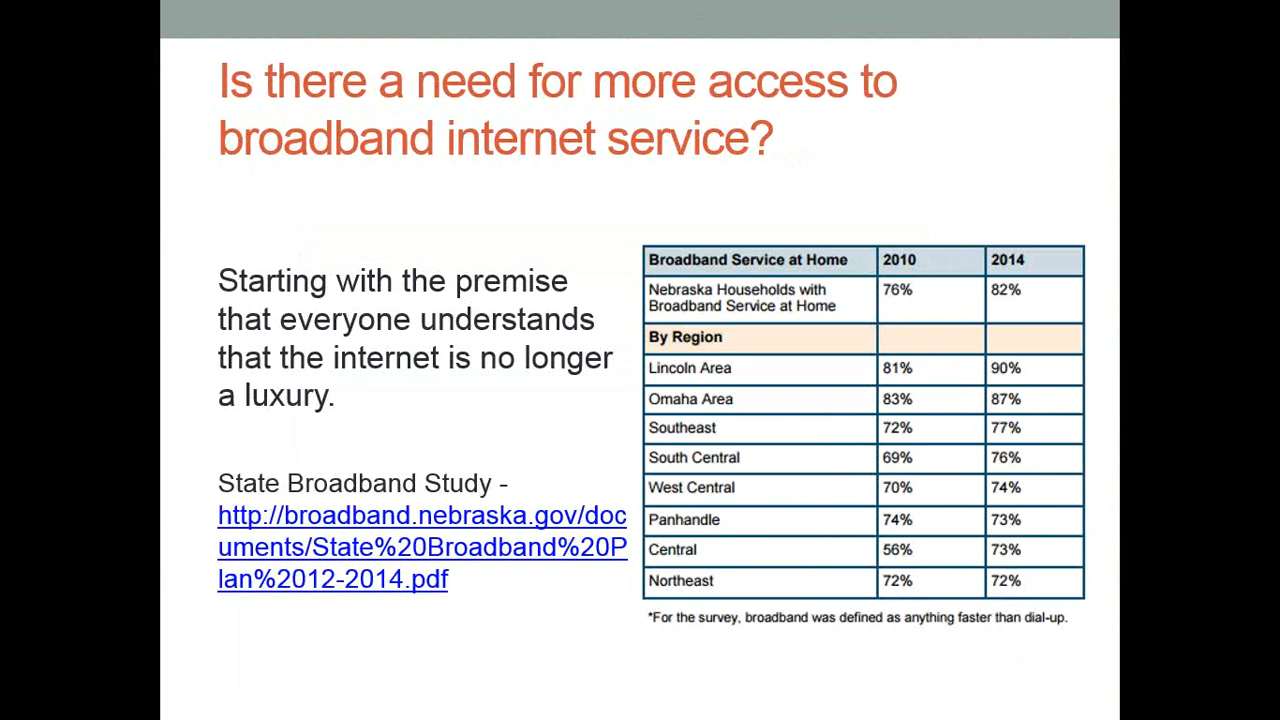 Is there a need for more access to
broadband internet service?
Starting with the premise
that everyone understands
that the internet is no longer
a luxury.
State Broadband Study -
http://broadband.nebraska.gov/doc
uments/State%20Broadband%20P
lan%2012-2014.pdf
Broadband Service at Home 2010 2014
Nebraska Households with
Broadband Service at Home 76% 82%
By Region
Lincoln Area 81% 90%
Omaha Area 83% 87%
Southeast 72% 77%
South Central 69% 76%
West Central 70% 74%
Panhandle 74% 73%
Central 56% 73%
Northeast 72% 72%
*For the survey, broadband was defined as anything faster than dial-up.